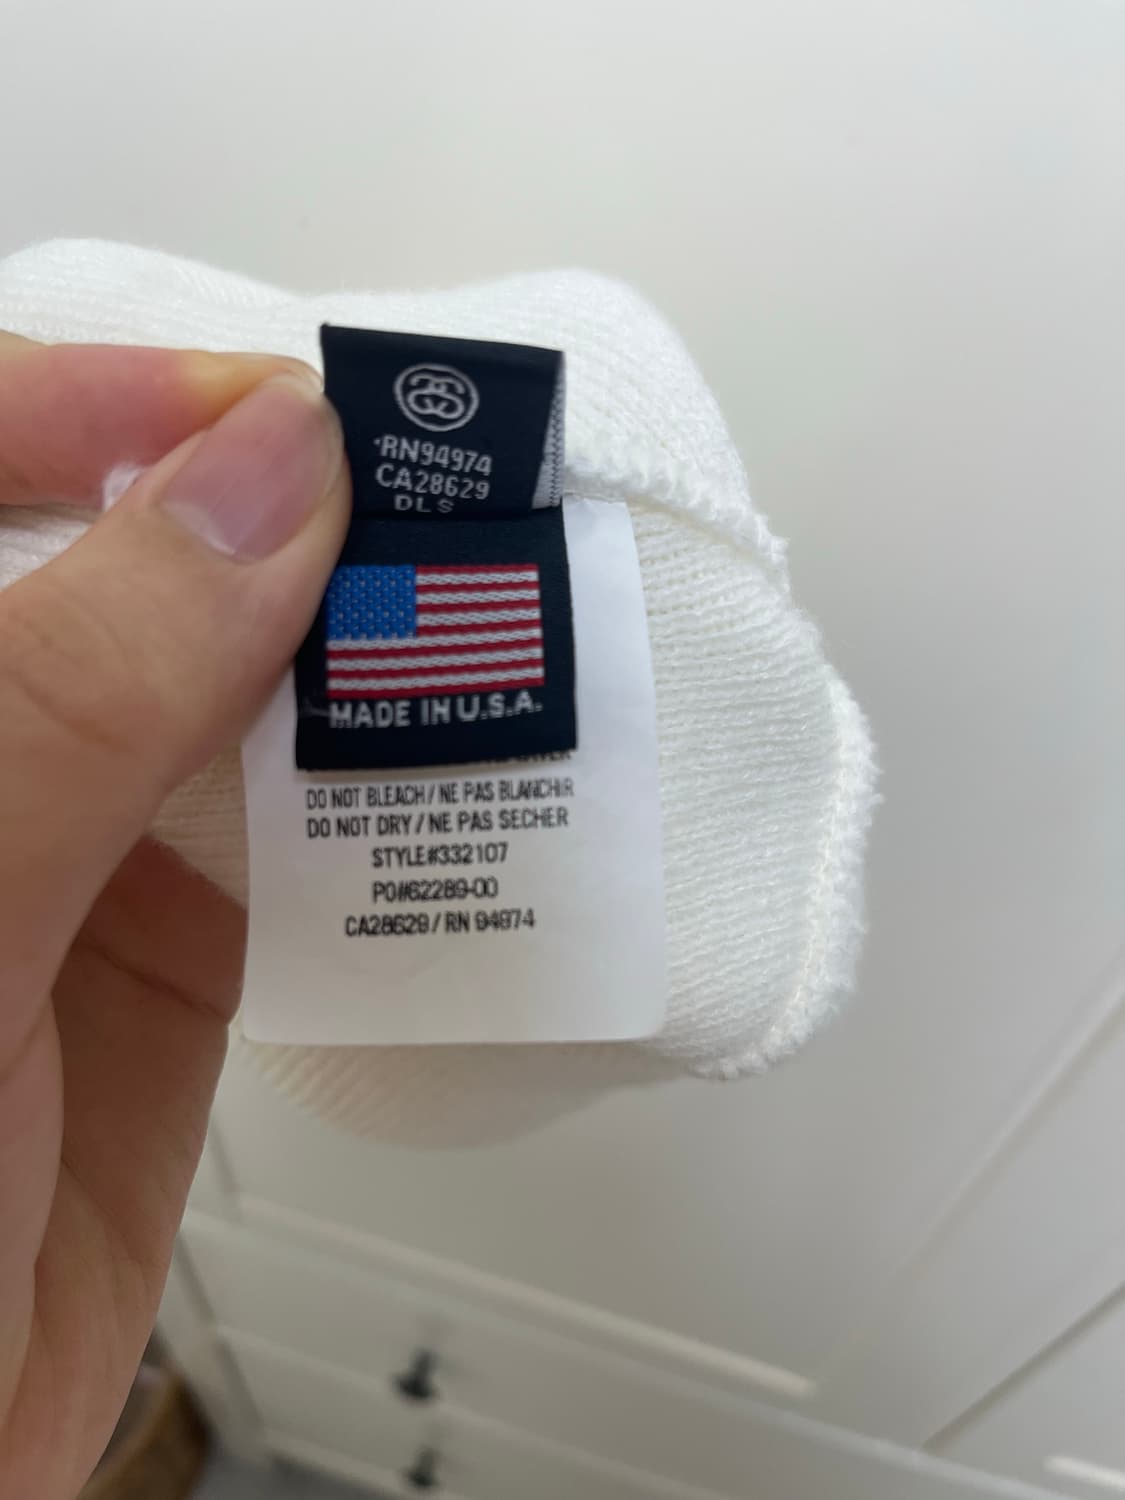 RN94974
CA28629
DLS
MADE IN U.S.A.
DO NOT BLEACH / NE PAS BLANCHIR
DO NOT DRY / NE PAS SECHER
STYLE#332107
PO#62289-00
CA28629 / RN 94974